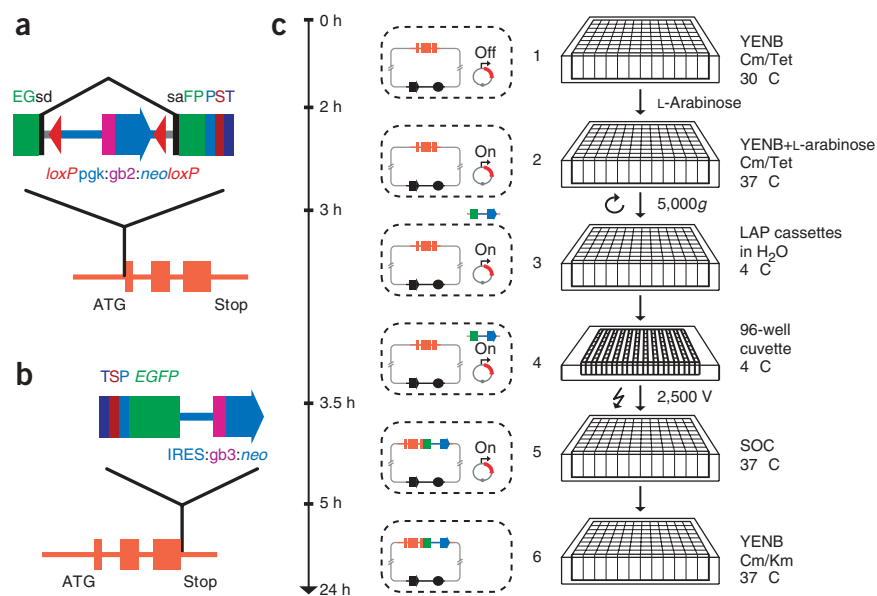 a
EGsd
saFPPST
loxPpgk:gb2:neoloxP
ATG
Stop
b
TSP EGFP
IRES:gb3:neo
ATG
Stop
c
0 h
2 h
3 h
3.5 h
5 h
24 h
Off
1
YENB
Cm/Tet
30 C
L-Arabinose
On
2
YENB+L-arabinose
Cm/Tet
37 C
5,000g
On
3
LAP cassettes
in H2O
4 C
On
4
96-well
cuvette
4 C
2,500 V
On
5
SOC
37 C
6
YENB
Cm/Km
37 C